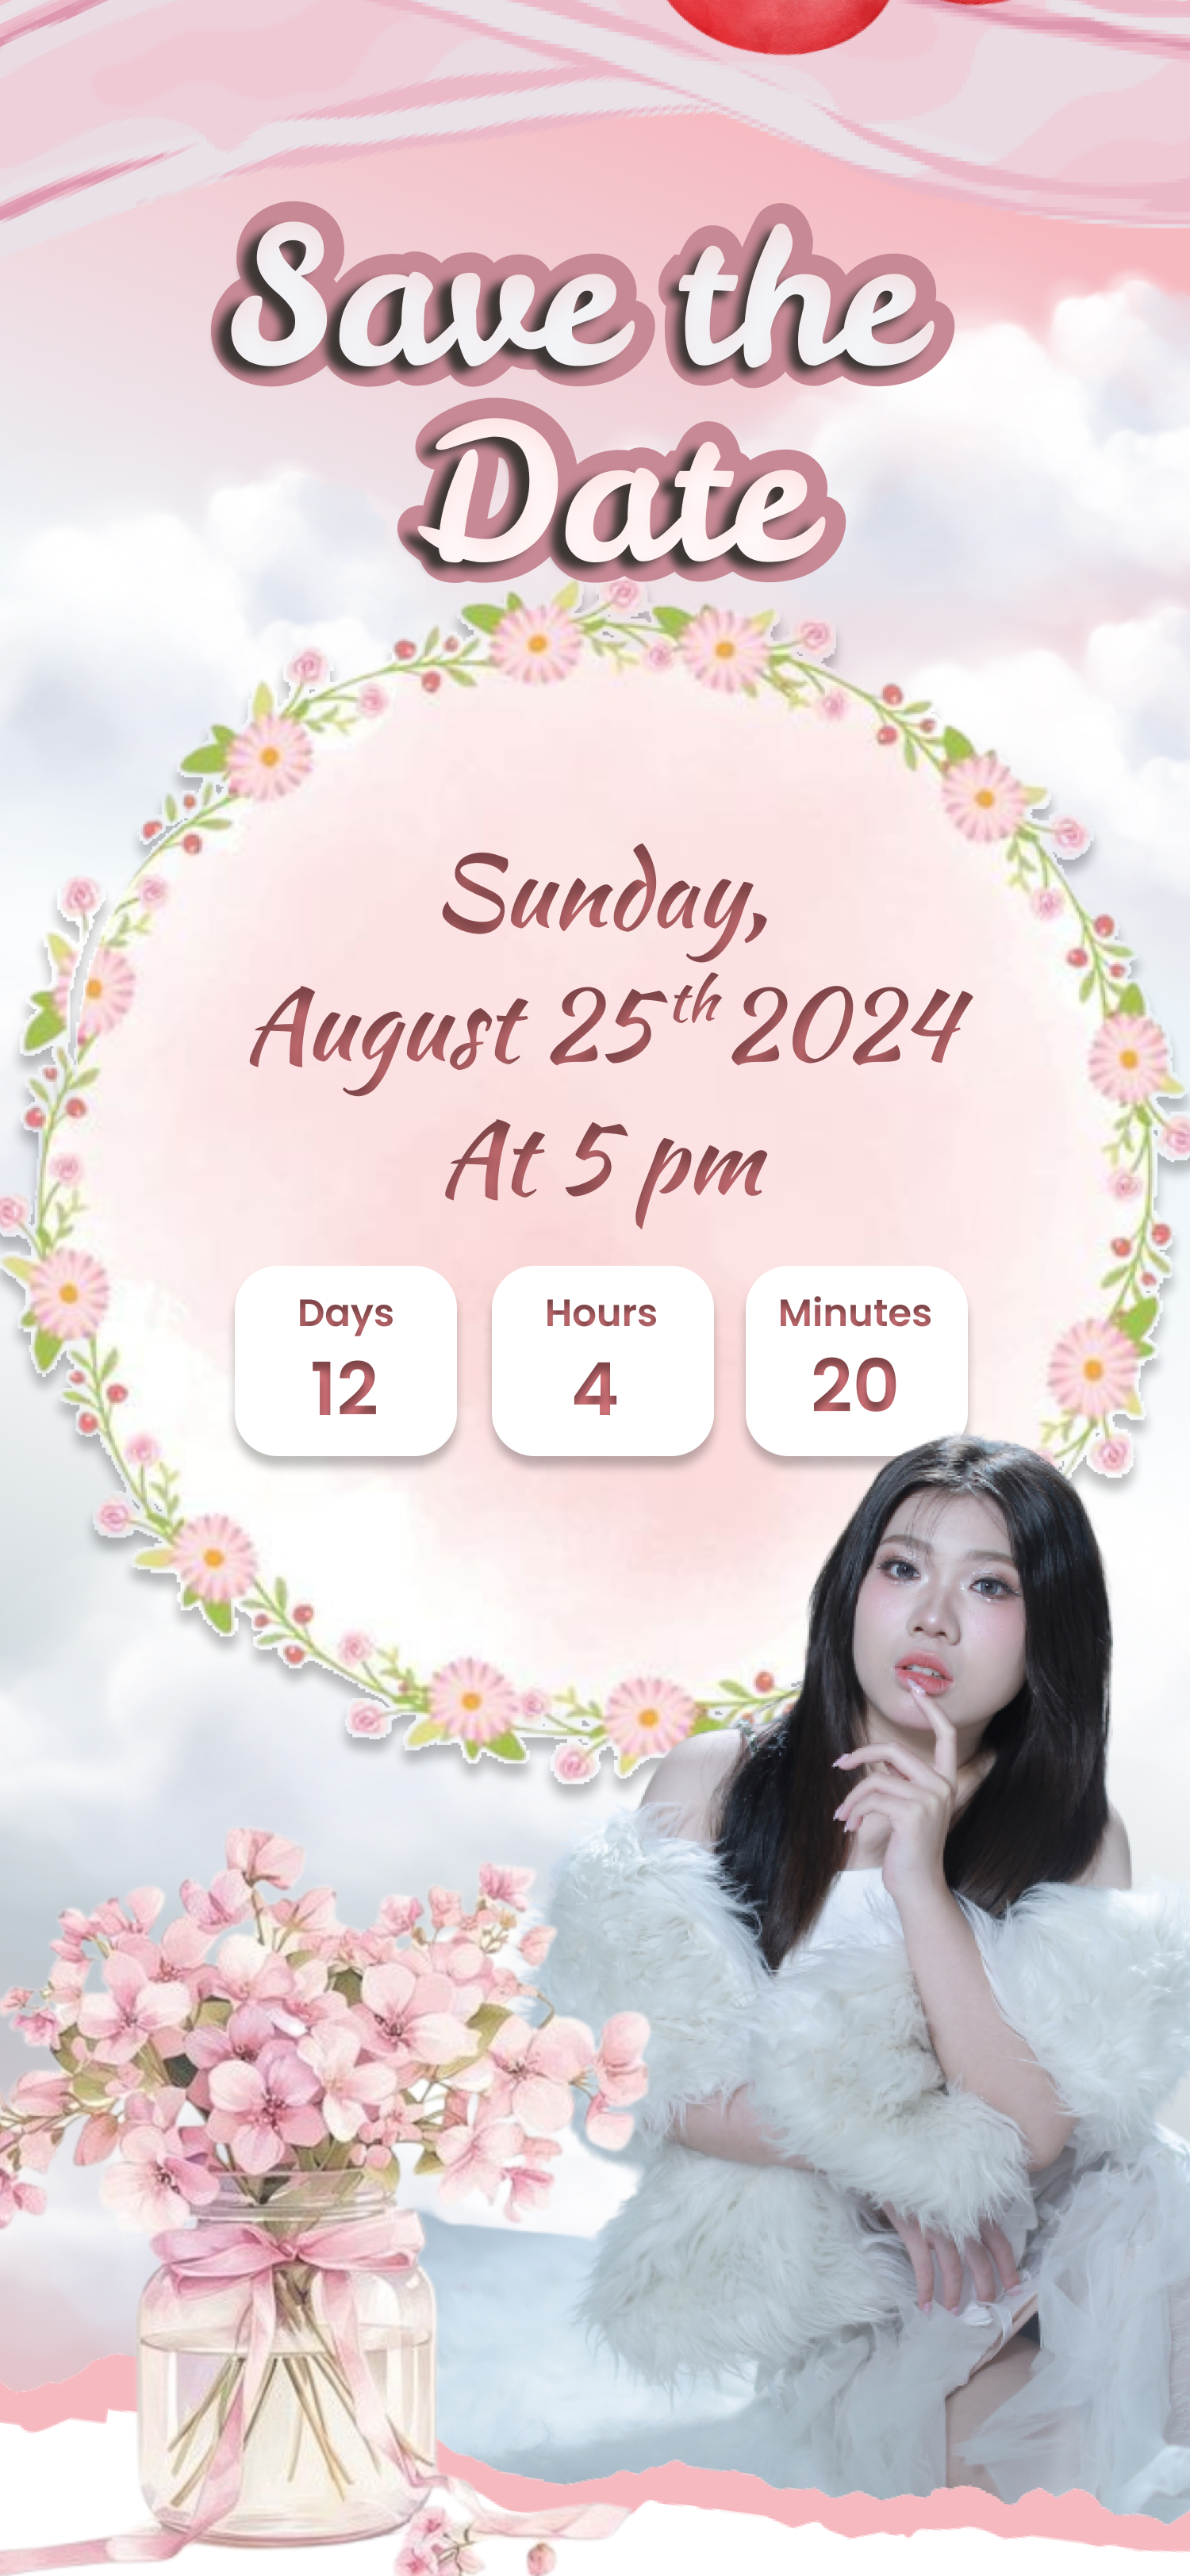 Save the
Date
Sunday,
August 25th 2024
At 5 pm
Days Hours Minutes
12 4 20